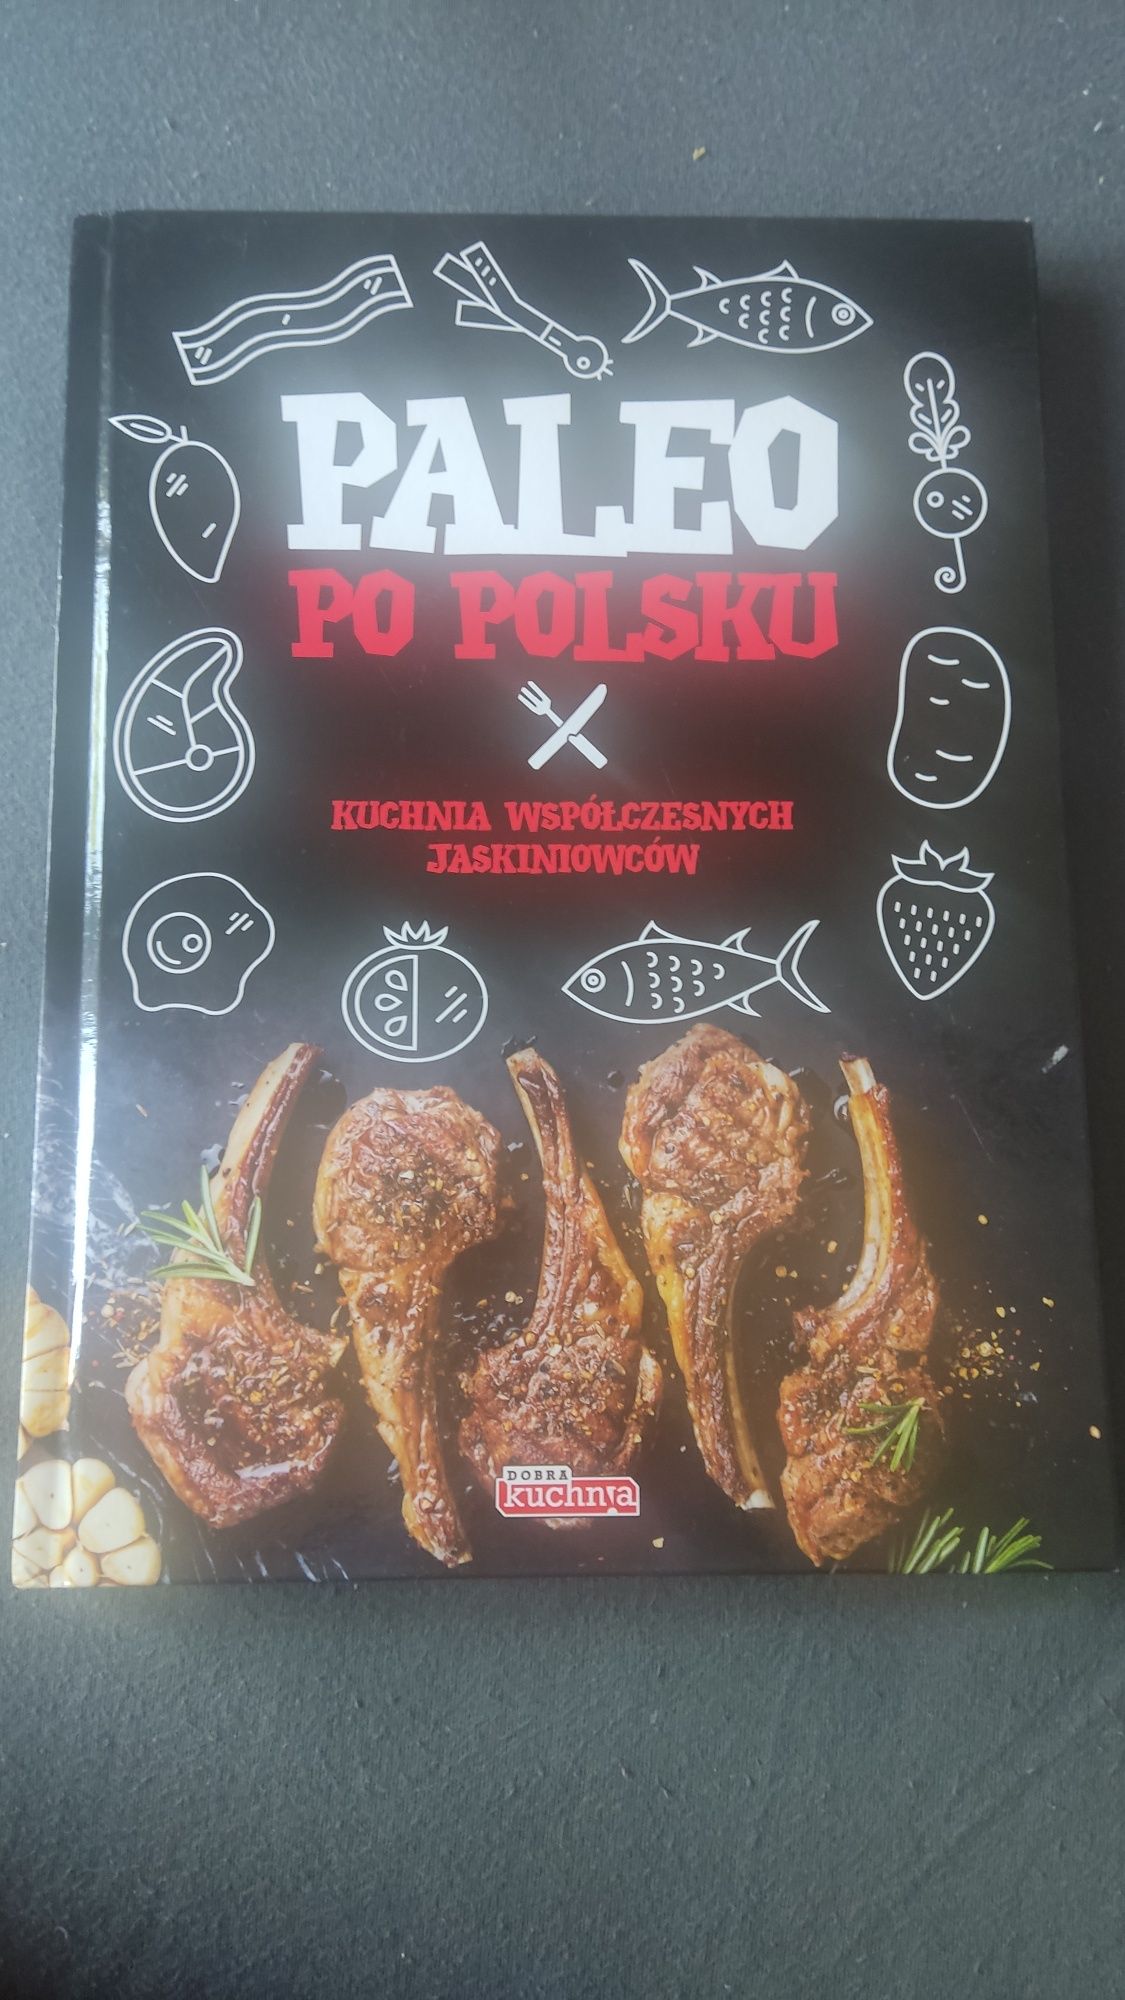 PALEO
PO POLSKU
KUCHNIA WSPÓŁCZESNYCH
JASKINIOWCÓW
DOBRA
kuchnia